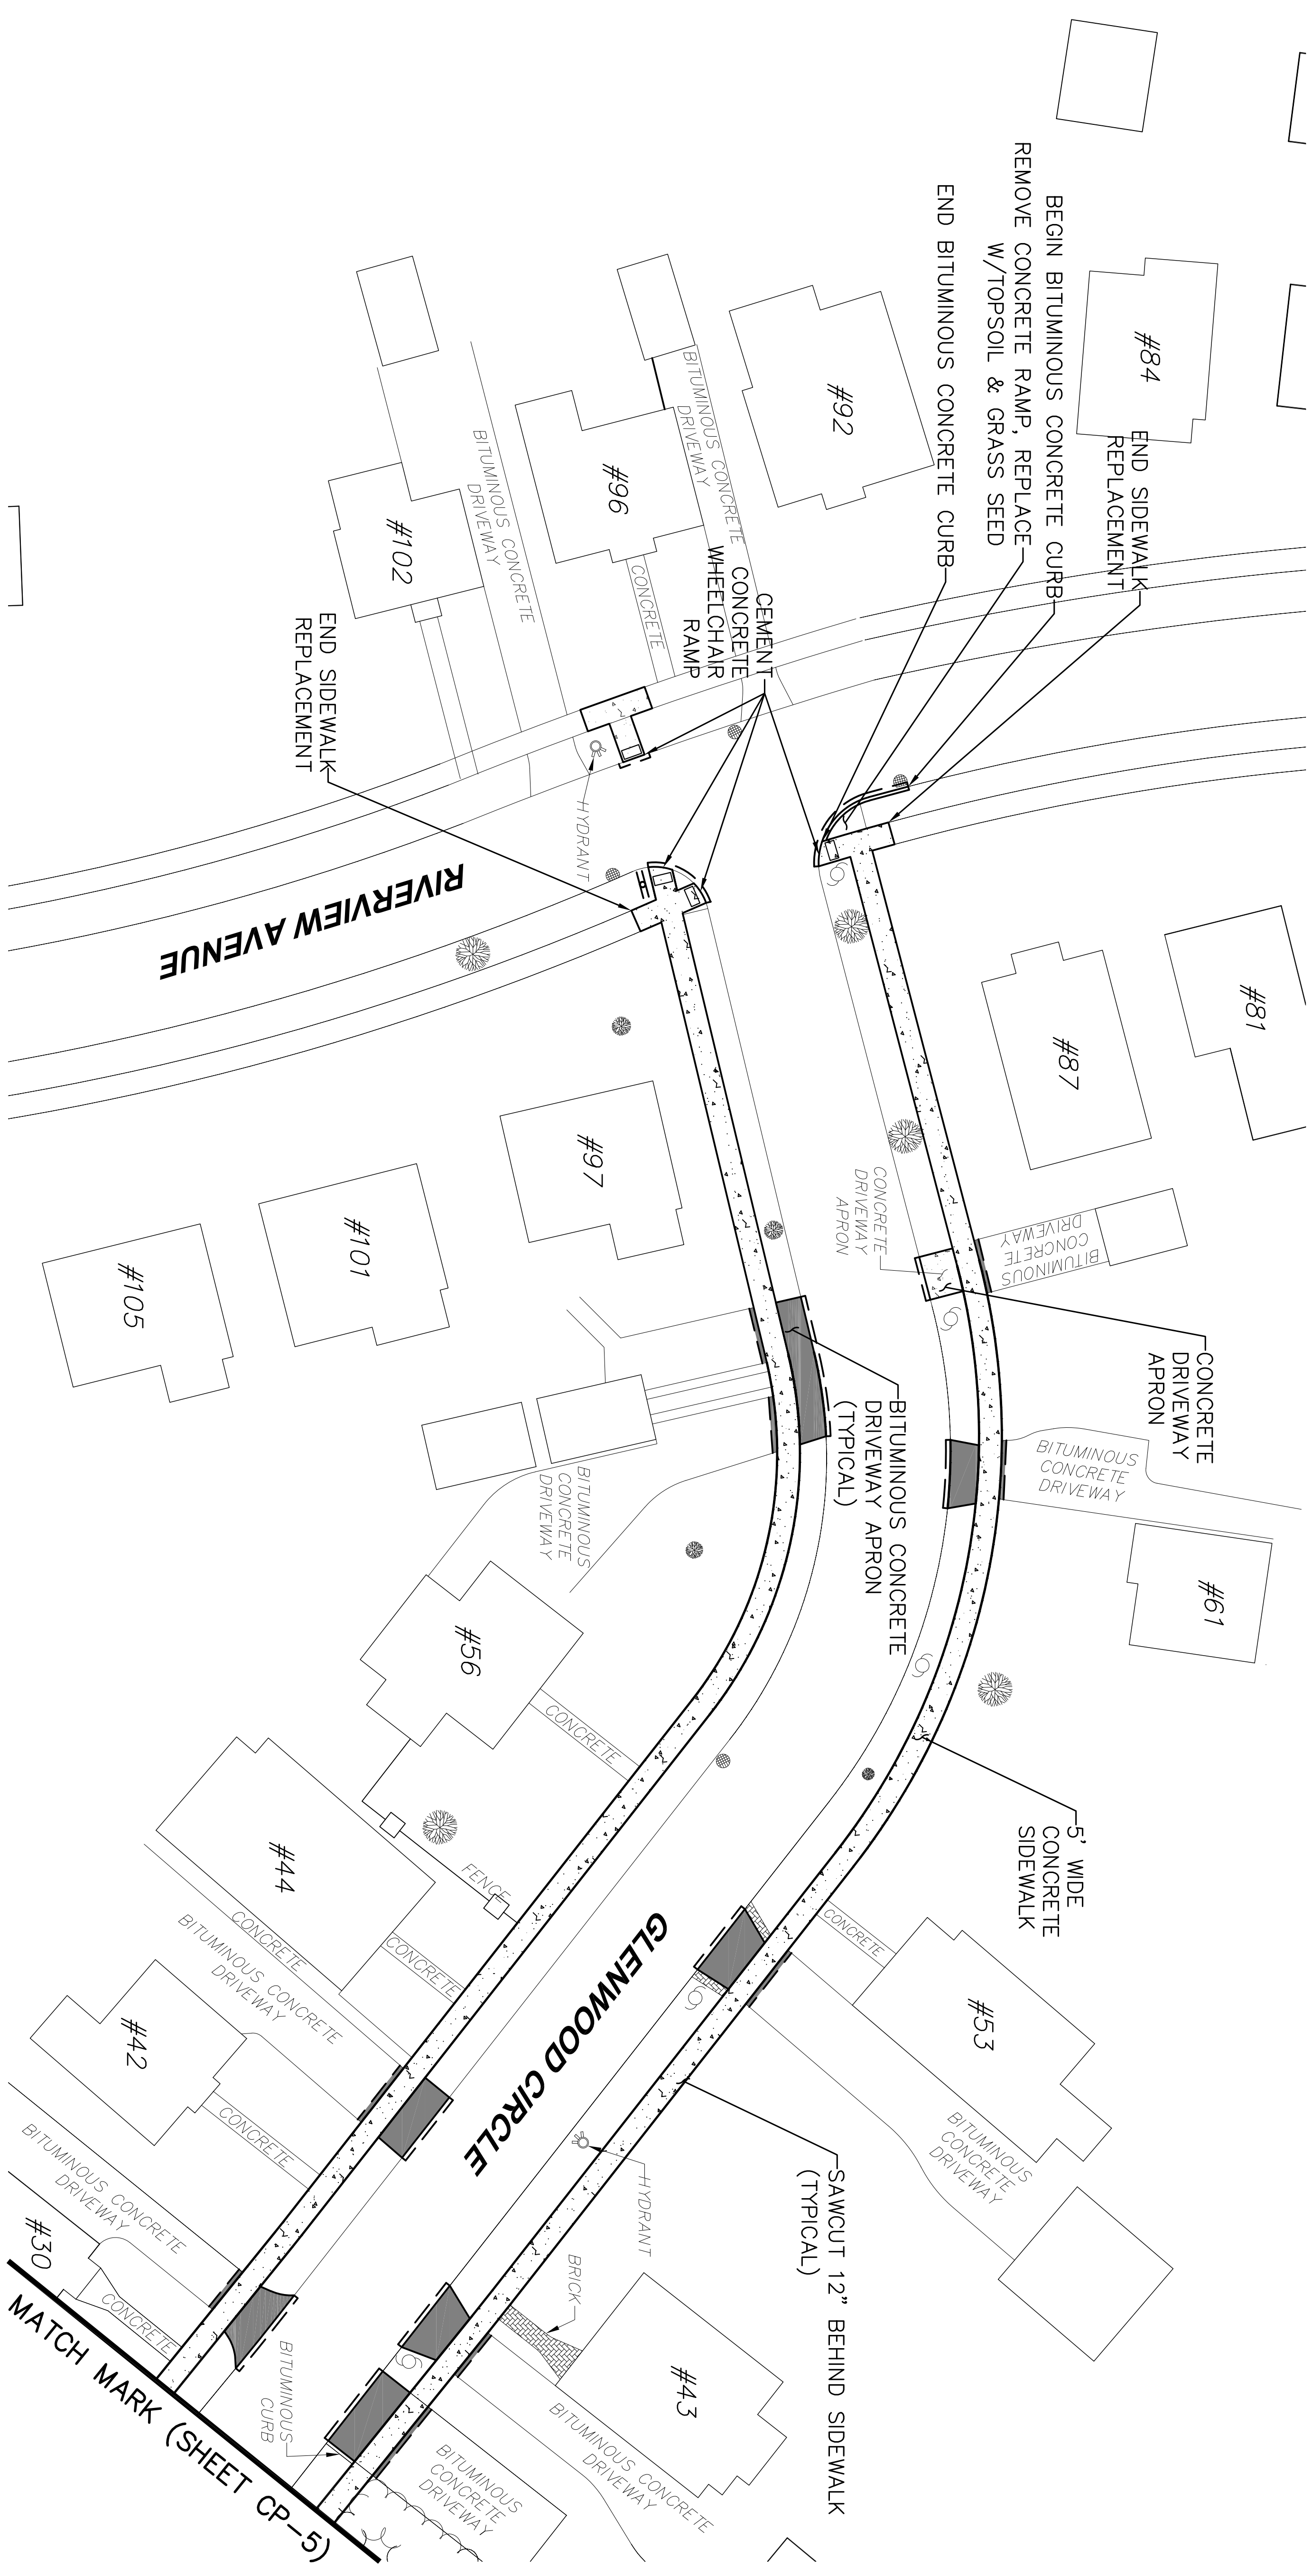 #84
BEGIN BITUMINOUS CONCRETE CURB
REMOVE CONCRETE RAMP, REPLACE
W/TOPSOIL & GRASS SEED
END BITUMINOUS CONCRETE CURB
END SIDEWALK
REPLACEMENT
#92
BITUMINOUS CONCRETE
DRIVEWAY
#96
CONCRETE
BITUMINOUS CONCRETE
DRIVEWAY
#102
CEMENT
CONCRETE
WHEELCHAIR
RAMP
END SIDEWALK
REPLACEMENT
HYDRANT
RIVERVIEW AVENUE
#81
#87
BITUMINOUS
CONCRETE
DRIVEWAY
CONCRETE
DRIVEWAY
APRON
#97
#101
#105
CONCRETE
DRIVEWAY
APRON
BITUMINOUS CONCRETE
DRIVEWAY APRON
(TYPICAL)
BITUMINOUS
CONCRETE
DRIVEWAY
BITUMINOUS
CONCRETE
DRIVEWAY
#61
#56
CONCRETE
5' WIDE
CONCRETE
SIDEWALK
#44
FENCE
CONCRETE
CONCRETE
BITUMINOUS CONCRETE
DRIVEWAY
GLENWOOD CIRCLE
CONCRETE
#53
BITUMINOUS
CONCRETE
DRIVEWAY
#42
CONCRETE
BITUMINOUS CONCRETE
DRIVEWAY
SAWCUT 12" BEHIND SIDEWALK
(TYPICAL)
HYDRANT
BRICK
#43
BITUMINOUS CONCRETE
DRIVEWAY
#30
CONCRETE
BITUMINOUS
CURB
BITUMINOUS
CONCRETE
DRIVEWAY
MATCH MARK (SHEET CP-5)